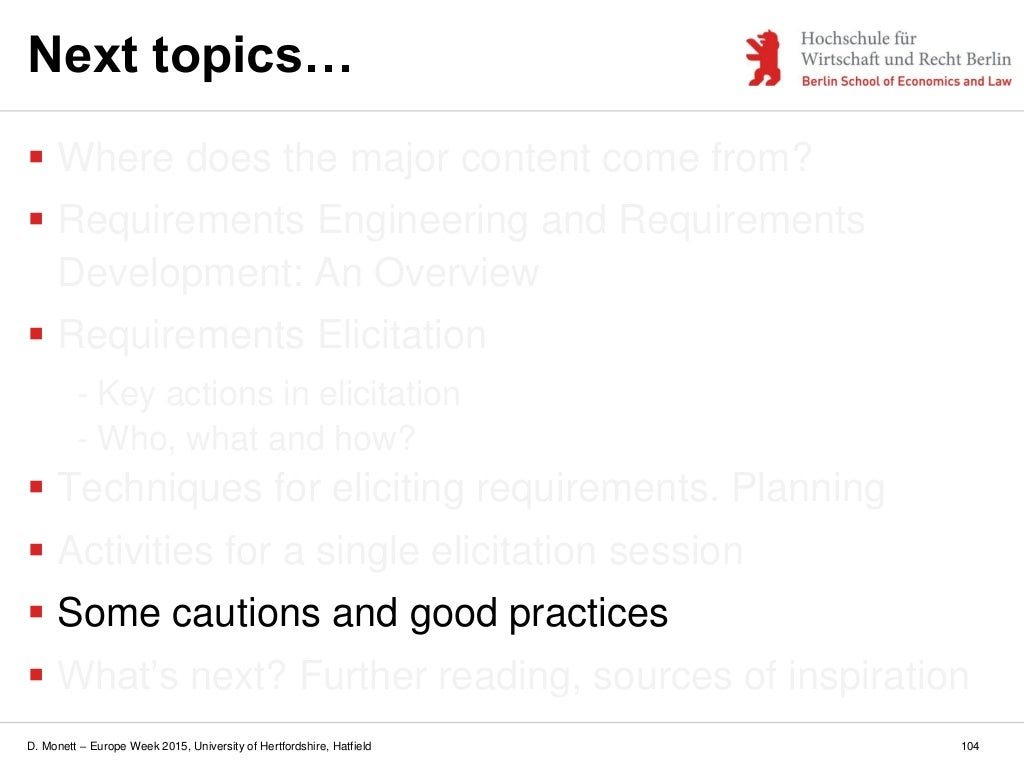 Next topics…
Hochschule für
Wirtschaft und Recht Berlin
Berlin School of Economics and Law
▪ Where does the major content come from?
▪ Requirements Engineering and Requirements
Development: An Overview
▪ Requirements Elicitation
- Key actions in elicitation
- Who, what and how?
▪ Techniques for eliciting requirements. Planning
▪ Activities for a single elicitation session
▪ Some cautions and good practices
▪ What’s next? Further reading, sources of inspiration
D. Monett – Europe Week 2015, University of Hertfordshire, Hatfield
104